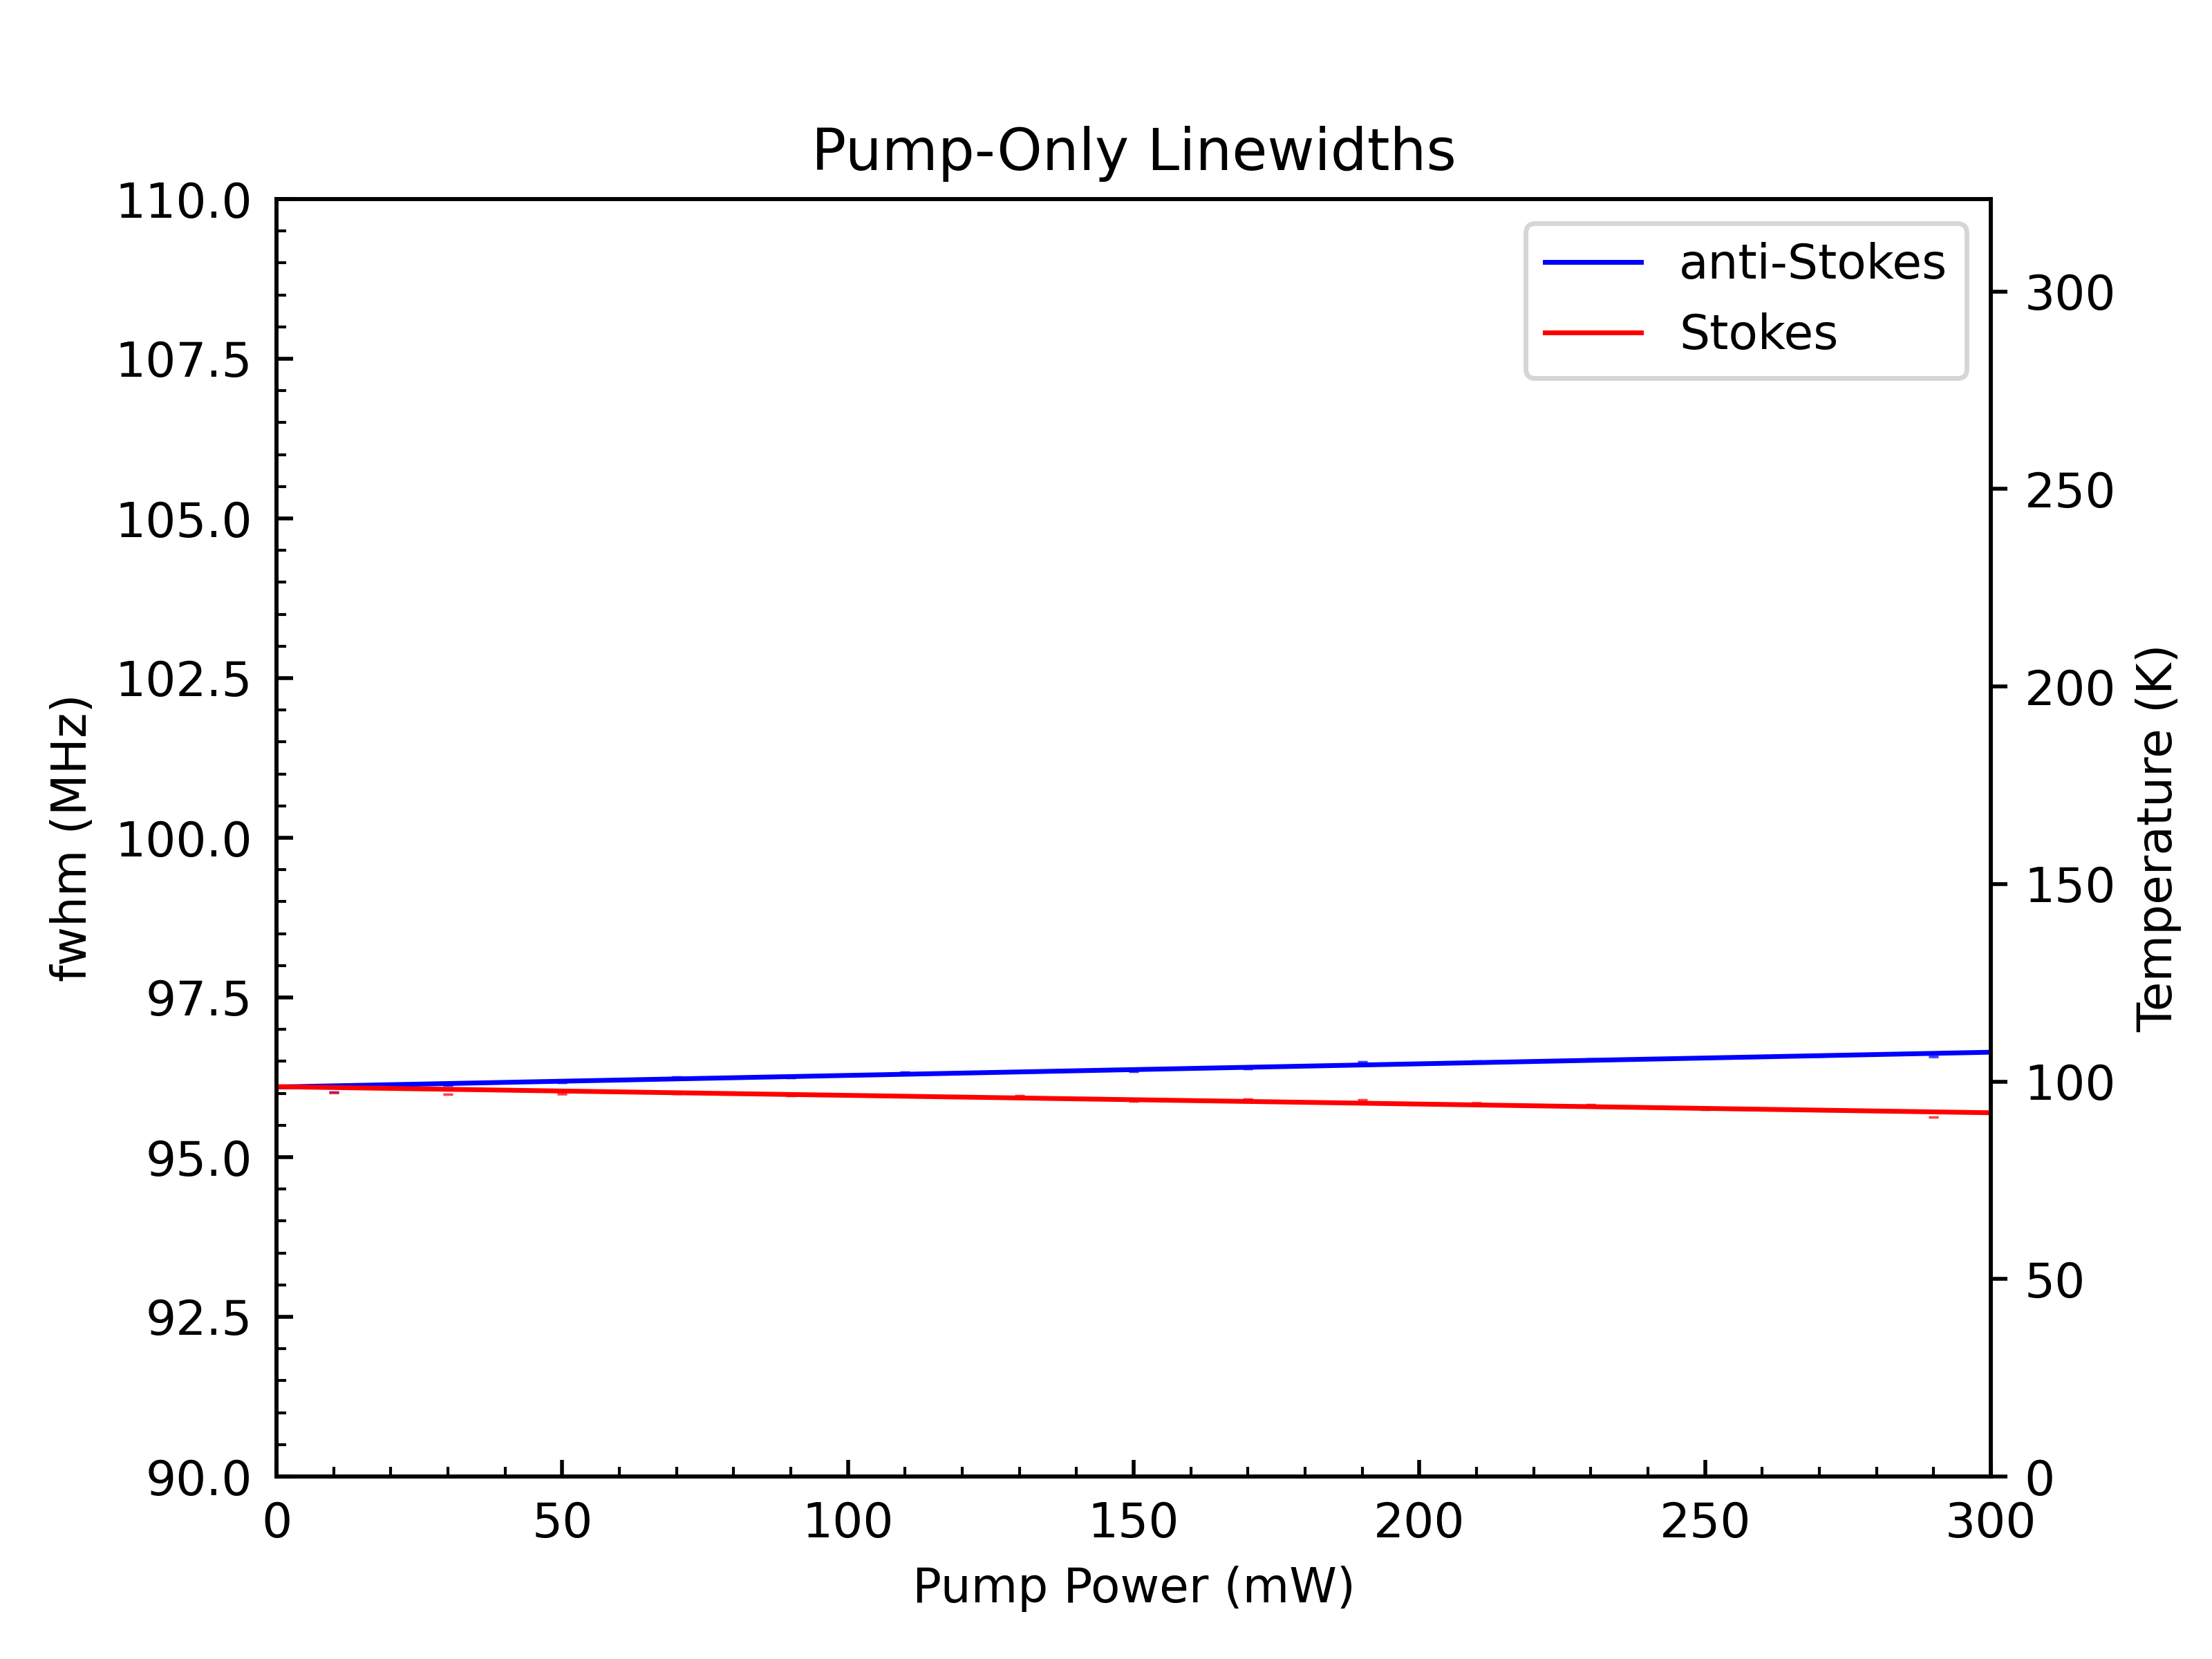 Pump-Only Linewidths
anti-Stokes
Stokes
fwhm (MHz)
110.0
107.5
105.0
102.5
100.0
97.5
95.0
92.5
90.0
300
250
200
150
100
50
0
Temperature (K)
0 50 100 150 200 250 300
Pump Power (mW)